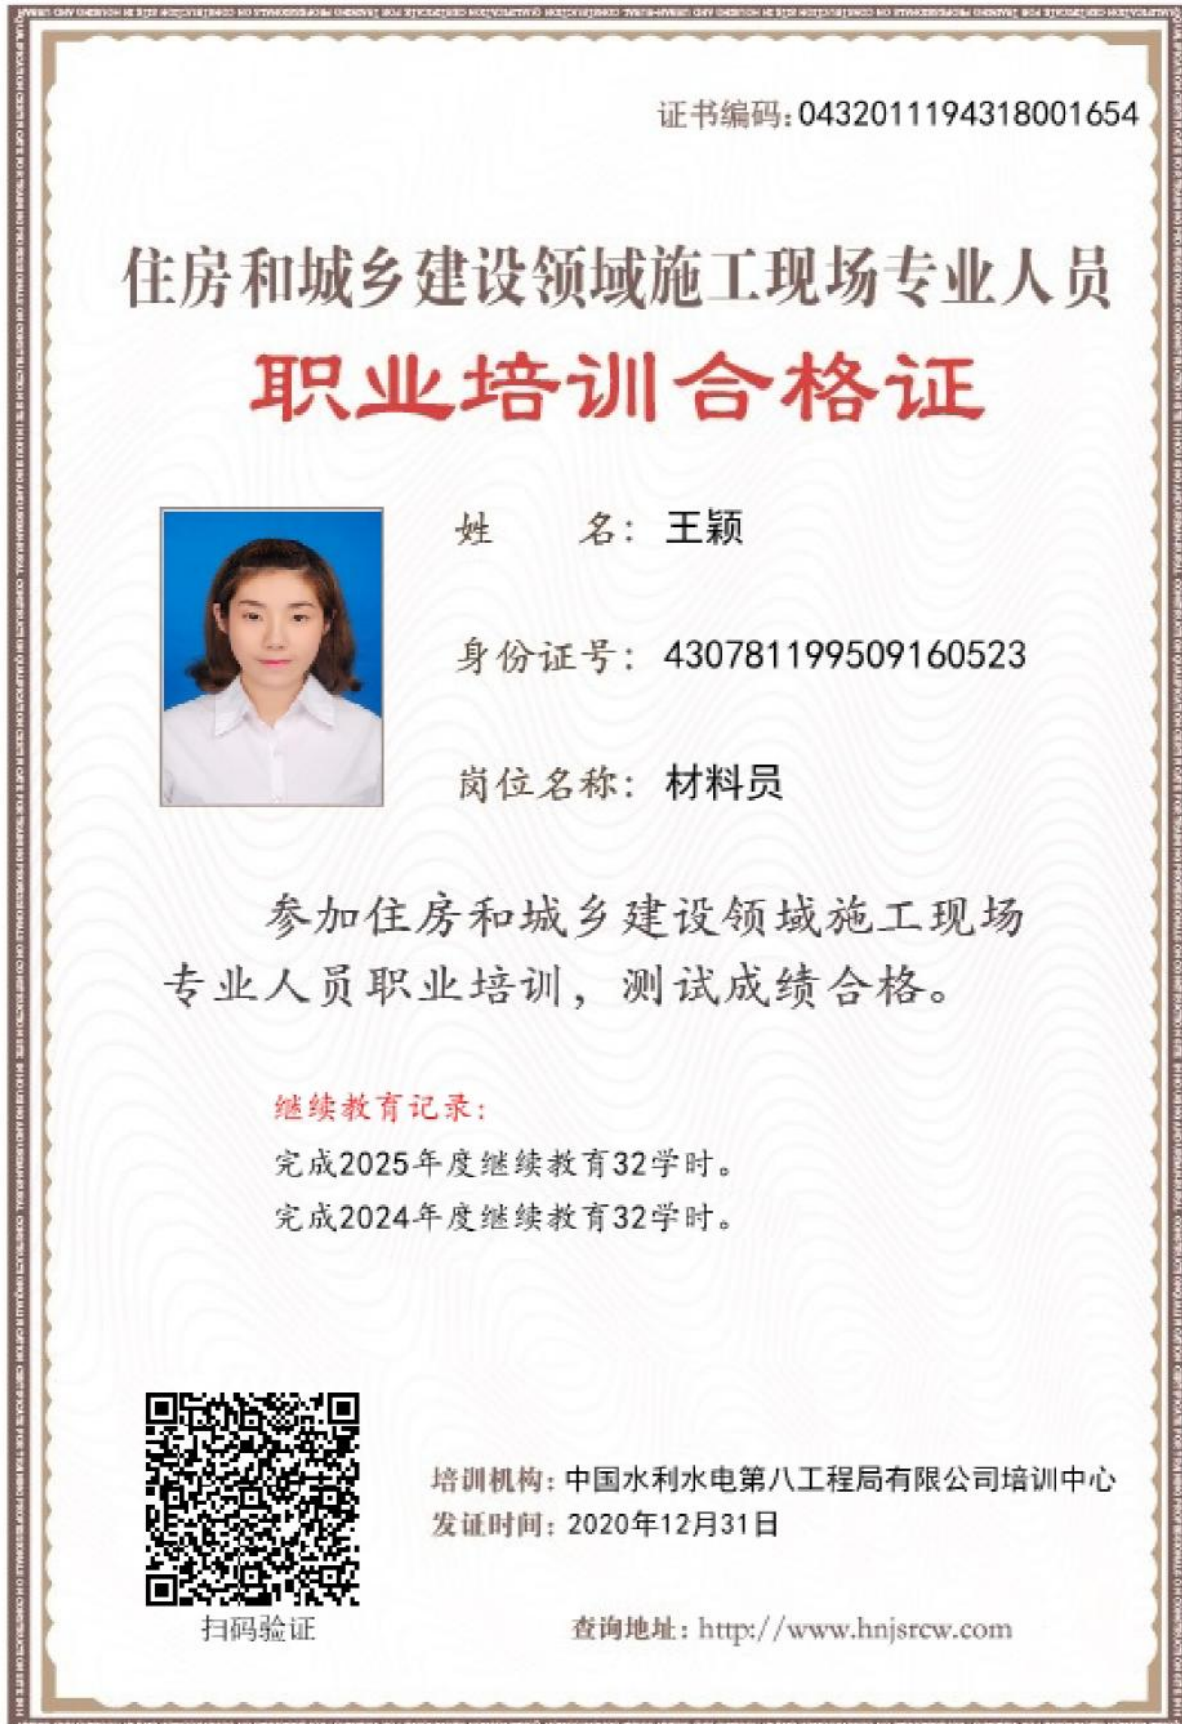 证书编码:0432011194318001654
住房和城乡建设领域施工现场专业人员
职业培训合格证
姓 名: 王颖
身份证号: 430781199509160523
岗位名称: 材料员
参加住房和城乡建设领域施工现场
专业人员职业培训，测试成绩合格。
继续教育记录:
完成2025年度继续教育32学时。
完成2024年度继续教育32学时。
培训机构: 中国水利水电第八工程局有限公司培训中心
发证时间: 2020年12月31日
扫码验证
查询地址: http://www.hnjsrcw.com